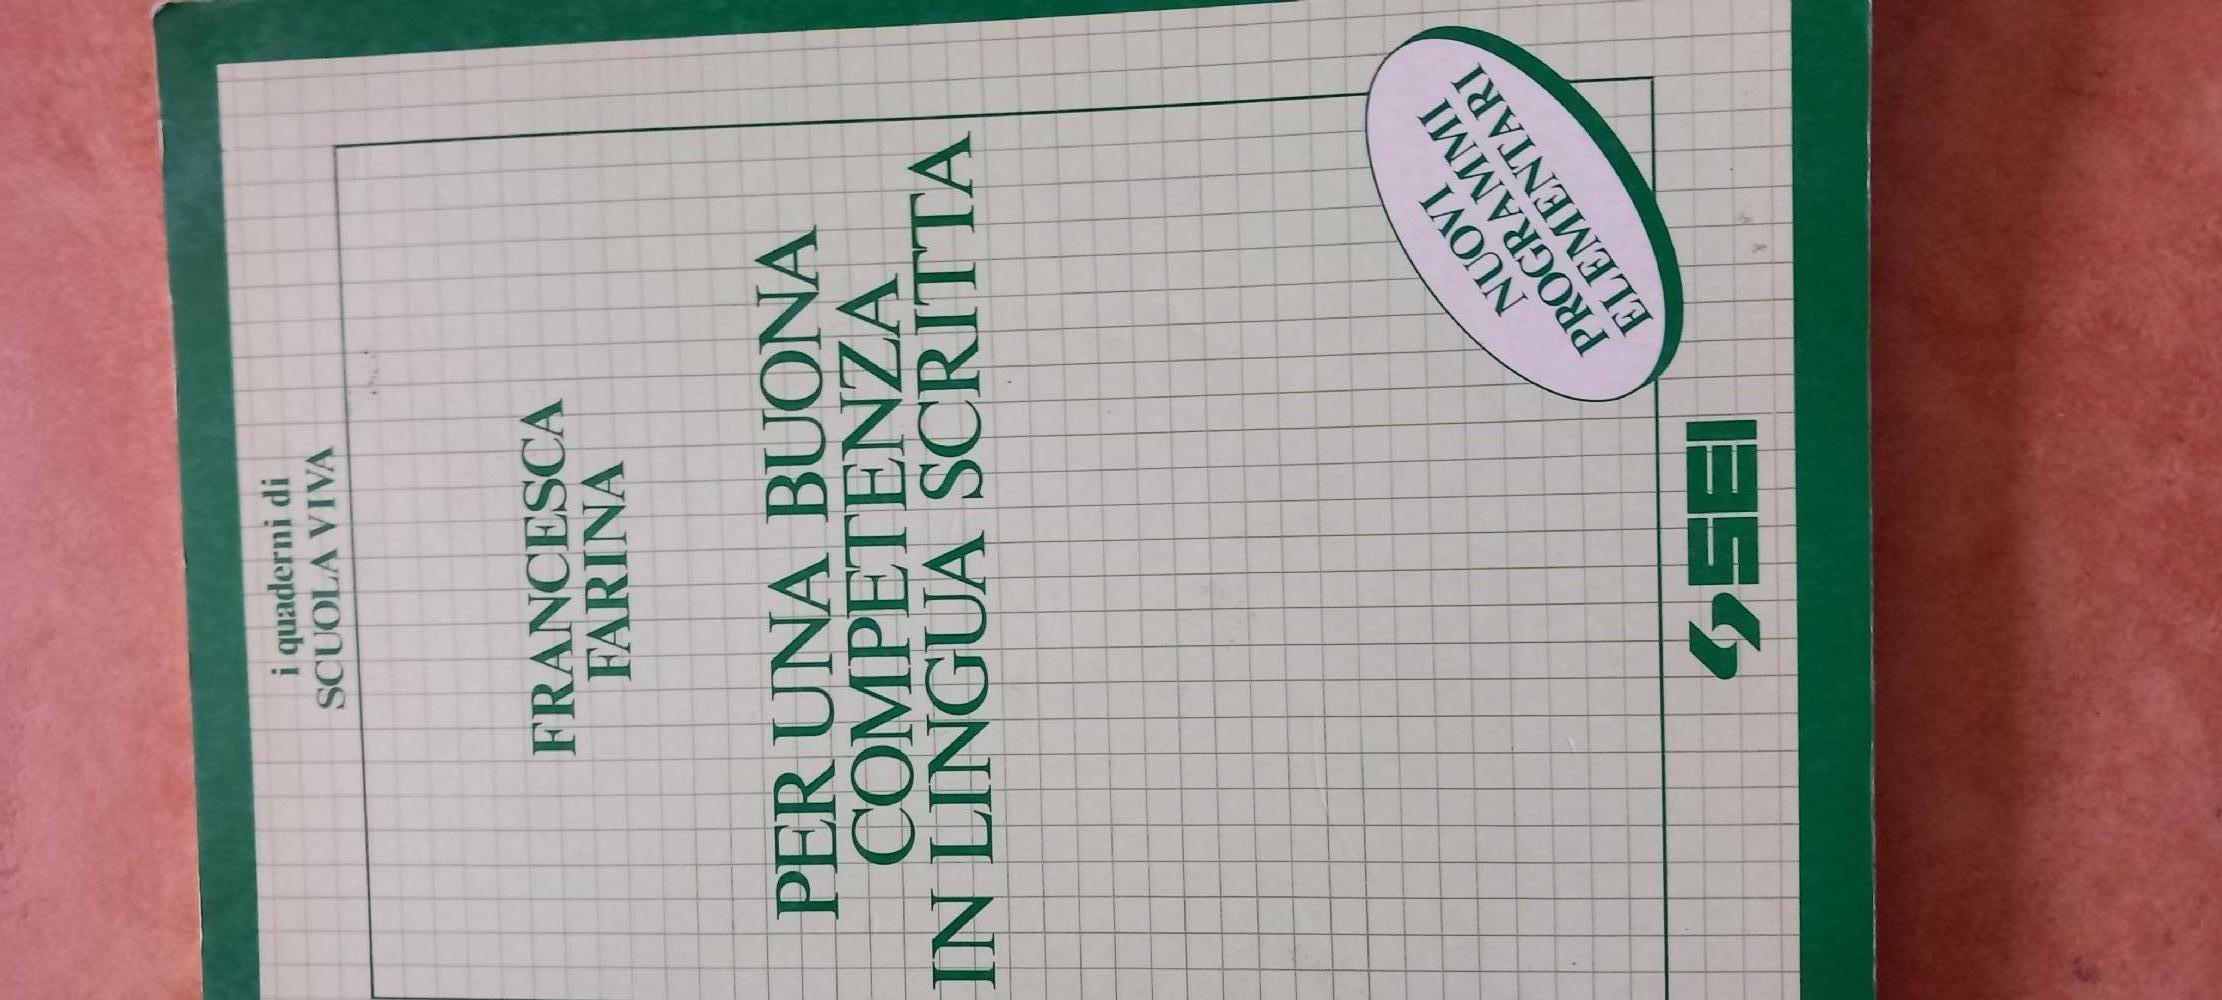 i quaderni di
SCUOLA VIVA
FRANCESCA
FARINA
PER UNA BUONA
COMPETENZA
IN LINGUA SCRITTA
NUOVI
PROGRAMMI
ELEMENTARI
SEI